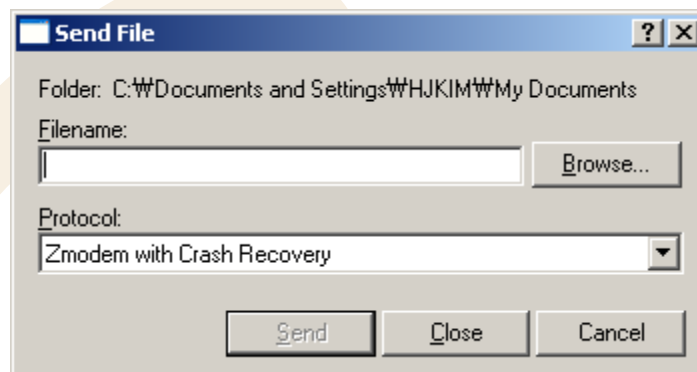 Send File
Folder: C:₩Documents and Settings₩HJKIM₩My Documents
Filename:
Browse...
Protocol:
Zmodem with Crash Recovery
Send Close Cancel